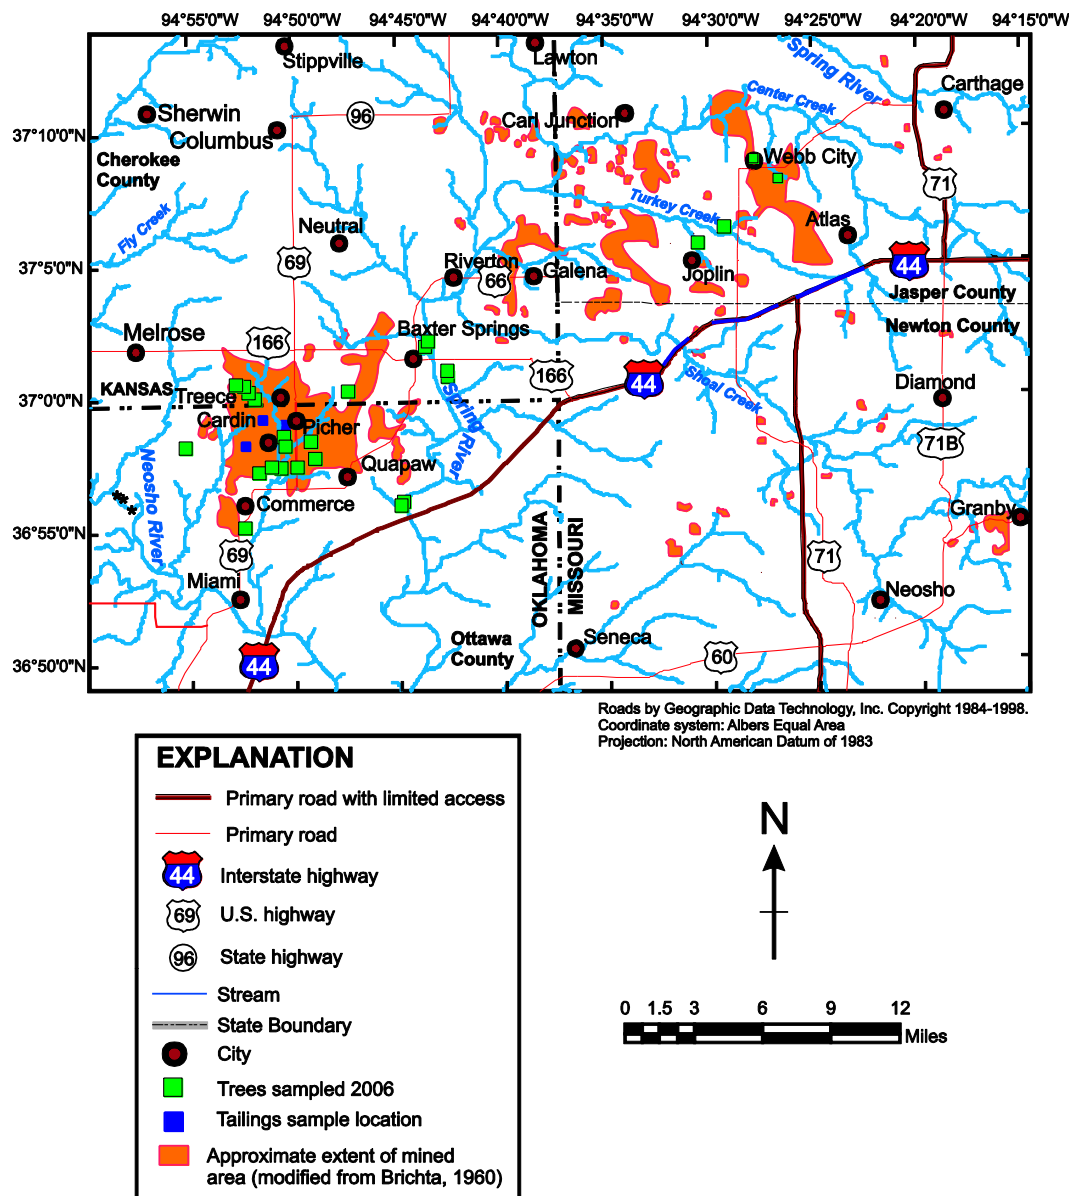 94°55'0"W 94°50'0"W 94°45'0"W 94°40'0"W 94°35'0"W 94°30'0"W 94°25'0"W 94°19'0"W 94°15'0"W
Stippville
Lawton
Spring River
Carthage
Center Creek
Sherwin
96
Carl Junction
Columbus
37°10'0"N
Webb City
Cherokee
County
71
Turkey Creek
Fly Creek
Neutral
Atlas
69
Riverton
66
Galena
Joplin
44
37°5'0"N
Jasper County
Newton County
Melrose
166
Baxter Springs
166
44
Shoal Creek
Diamond
KANSAS
Treece
37°0'0"N
Cardin
Picher
Spring River
71B
Neosho River
Quapaw
Commerce
Granby
36°55'0"N
OKLAHOMA
MISSOURI
69
71
Miami
Neosho
Ottawa
County
Seneca
44
60
36°50'0"N
Roads by Geographic Data Technology, Inc. Copyright 1984-1998.
Coordinate system: Albers Equal Area
Projection: North American Datum of 1983
EXPLANATION
Primary road with limited access
Primary road
44 Interstate highway
69 U.S. highway
96 State highway
Stream
State Boundary
City
Trees sampled 2006
Tailings sample location
Approximate extent of mined
area (modified from Brichta, 1960)
N
0 1.5 3 6 9 12
Miles